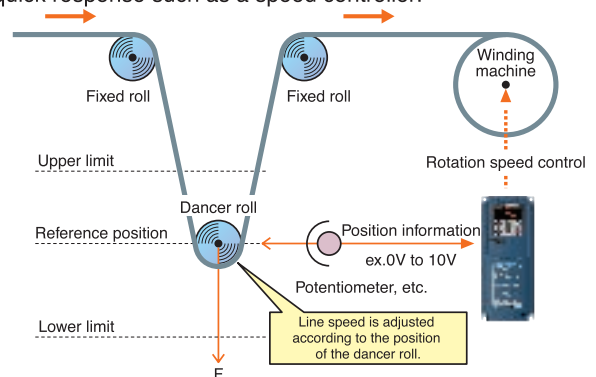 quick response such as a speed controller.
Winding
machine
Fixed roll
Fixed roll
Upper limit
Rotation speed control
Dancer roll
Reference position
Position information
ex.0V to 10V
Potentiometer, etc.
Lower limit
Line speed is adjusted
according to the position
of the dancer roll.
F